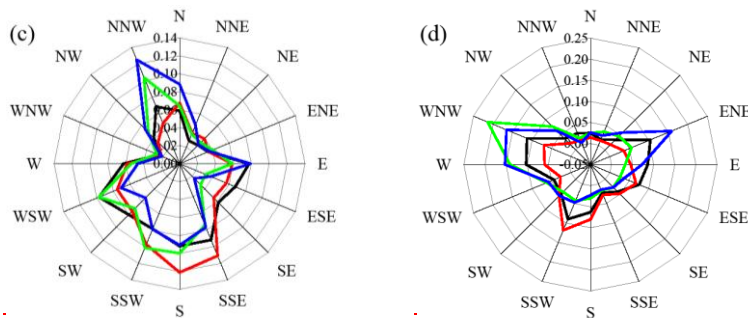 (c)
N
NNE
NE
ENE
E
ESE
SE
SSE
S
SSW
SW
WSW
W
WNW
NW
NNW
0.14
0.12
0.10
0.08
0.06
0.04
0.02
0.00
(d)
N
NNE
NE
ENE
E
ESE
SE
SSE
S
SSW
SW
WSW
W
WNW
NW
NNW
0.25
0.20
0.15
0.10
0.05
0.00
-0.05